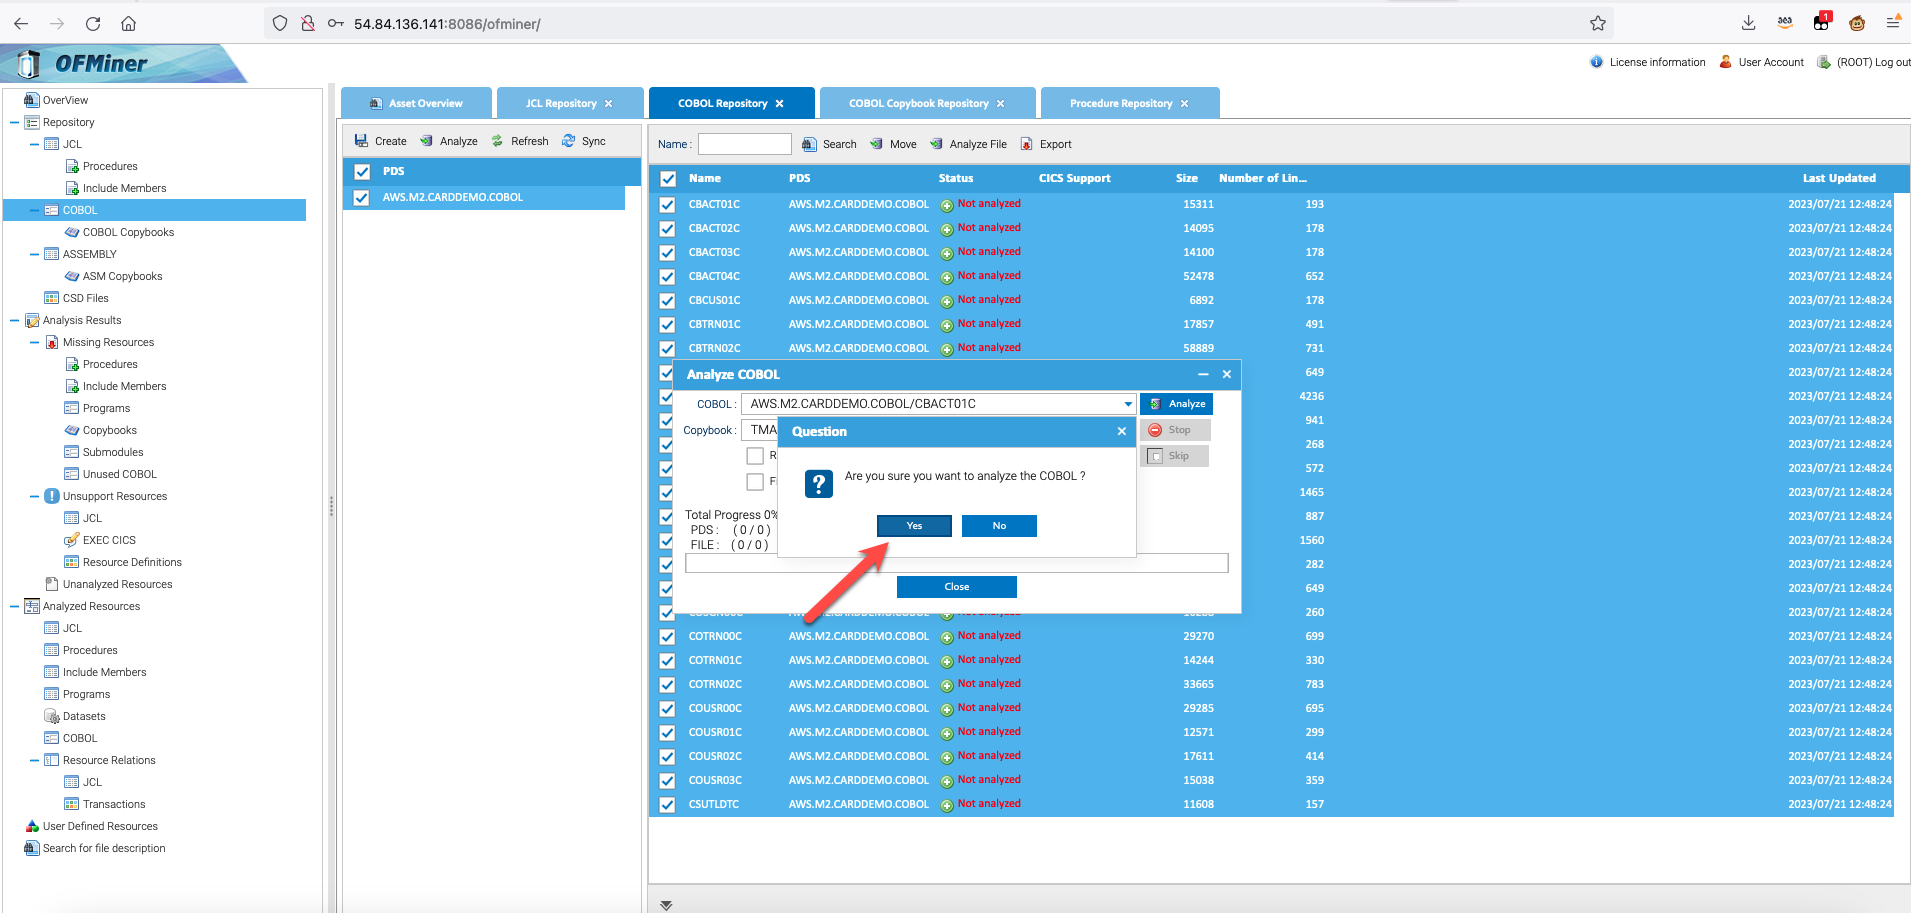 54.84.136.141:8086/ofminer/
1
OFMiner
License information
User Account
(ROOT) Log out
OverView
Repository
JCL
Procedures
Include Members
COBOL
COBOL Copybooks
ASSEMBLY
ASM Copybooks
CSD Files
Analysis Results
Missing Resources
Procedures
Include Members
Programs
Copybooks
Submodules
Unused COBOL
Unsupport Resources
JCL
EXEC CICS
Resource Definitions
Unanalyzed Resources
Analyzed Resources
JCL
Procedures
Include Members
Programs
Datasets
COBOL
Resource Relations
JCL
Transactions
User Defined Resources
Search for file description
Asset Overview
JCL Repository
COBOL Repository
COBOL Copybook Repository
Procedure Repository
Create Analyze Refresh Sync
PDS
AWS.M2.CARDDEMO.COBOL
Name : Search Move Analyze File Export
Name PDS Status CICS Support Size Number of Lin... Last Updated
CBACT01C AWS.M2.CARDDEMO.COBOL Not analyzed 15311 193 2023/07/21 12:48:24
CBACT02C AWS.M2.CARDDEMO.COBOL Not analyzed 14095 178 2023/07/21 12:48:24
CBACT03C AWS.M2.CARDDEMO.COBOL Not analyzed 14100 178 2023/07/21 12:48:24
CBACT04C AWS.M2.CARDDEMO.COBOL Not analyzed 52478 652 2023/07/21 12:48:24
CBCUS01C AWS.M2.CARDDEMO.COBOL Not analyzed 6892 178 2023/07/21 12:48:24
CBTRN01C AWS.M2.CARDDEMO.COBOL Not analyzed 17857 491 2023/07/21 12:48:24
CBTRN02C AWS.M2.CARDDEMO.COBOL Not analyzed 58889 731 2023/07/21 12:48:24
649 2023/07/21 12:48:24
4236 2023/07/21 12:48:24
941 2023/07/21 12:48:24
268 2023/07/21 12:48:24
572 2023/07/21 12:48:24
1465 2023/07/21 12:48:24
887 2023/07/21 12:48:24
1560 2023/07/21 12:48:24
282 2023/07/21 12:48:24
649 2023/07/21 12:48:24
260 2023/07/21 12:48:24
COTRN00C AWS.M2.CARDDEMO.COBOL Not analyzed 29270 699 2023/07/21 12:48:24
COTRN01C AWS.M2.CARDDEMO.COBOL Not analyzed 14244 330 2023/07/21 12:48:24
COTRN02C AWS.M2.CARDDEMO.COBOL Not analyzed 33665 783 2023/07/21 12:48:24
COUSR00C AWS.M2.CARDDEMO.COBOL Not analyzed 29285 695 2023/07/21 12:48:24
COUSR01C AWS.M2.CARDDEMO.COBOL Not analyzed 12571 299 2023/07/21 12:48:24
COUSR02C AWS.M2.CARDDEMO.COBOL Not analyzed 17611 414 2023/07/21 12:48:24
COUSR03C AWS.M2.CARDDEMO.COBOL Not analyzed 15038 359 2023/07/21 12:48:24
CSUTLDTC AWS.M2.CARDDEMO.COBOL Not analyzed 11608 157 2023/07/21 12:48:24
Analyze COBOL
COBOL : AWS.M2.CARDDEMO.COBOL/CBACT01C Analyze
Copybook : TMA
Stop
Skip
R
Total Progress 0%
PDS : ( 0 / 0 )
FILE : ( 0 / 0 )
Close
Question
Are you sure you want to analyze the COBOL ?
Yes No